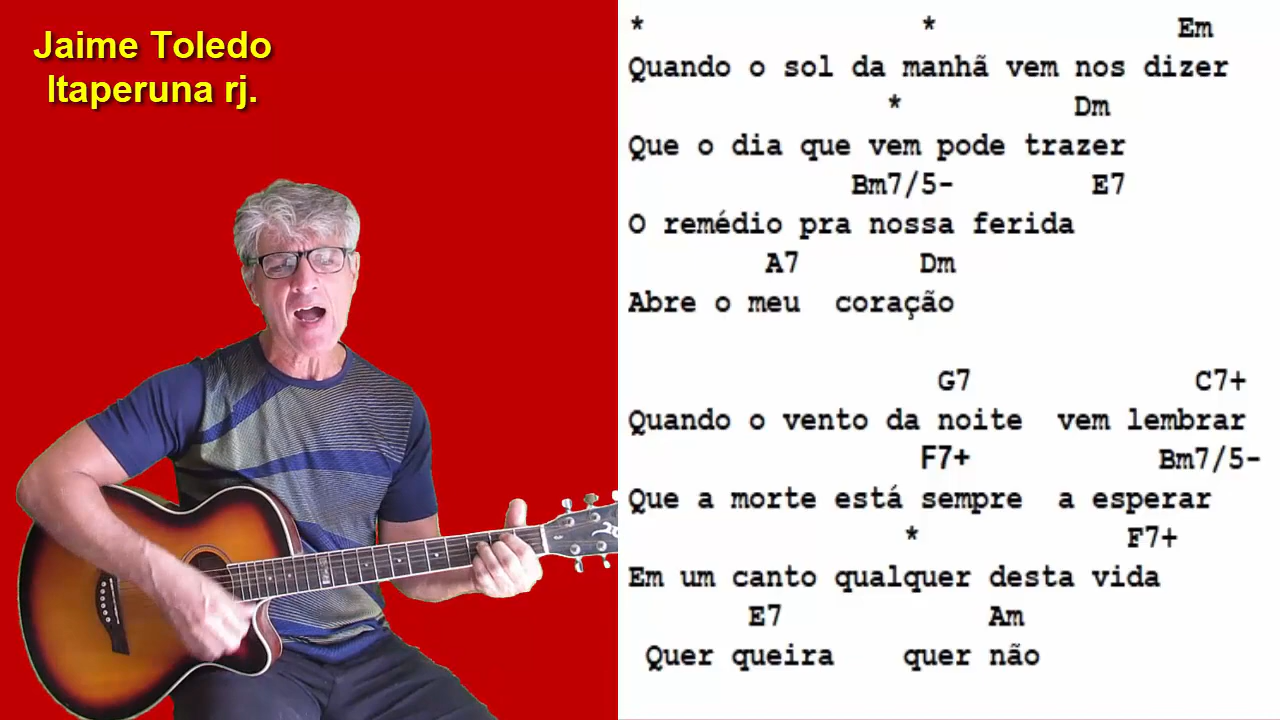 Jaime Toledo
Itaperuna rj.
* * Em
Quando o sol da manhã vem nos dizer
* Dm
Que o dia que vem pode trazer
Bm7/5- E7
O remédio pra nossa ferida
A7 Dm
Abre o meu coração
G7 C7+
Quando o vento da noite vem lembrar
F7+ Bm7/5-
Que a morte está sempre a esperar
* F7+
Em um canto qualquer desta vida
E7 Am
Quer queira quer não